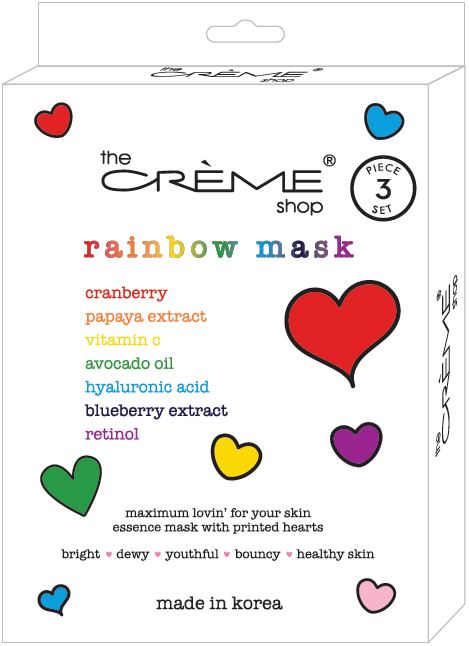 the
CRÈME®
shop
the
CRÈME®
shop
PIECE
3
SET
rainbow mask
cranberry
papaya extract
vitamin c
avocado oil
hyaluronic acid
blueberry extract
retinol
maximum lovin' for your skin
essence mask with printed hearts
bright ♥ dewy ♥ youthful ♥ bouncy ♥ healthy skin
made in korea
the
CRÈME®
shop